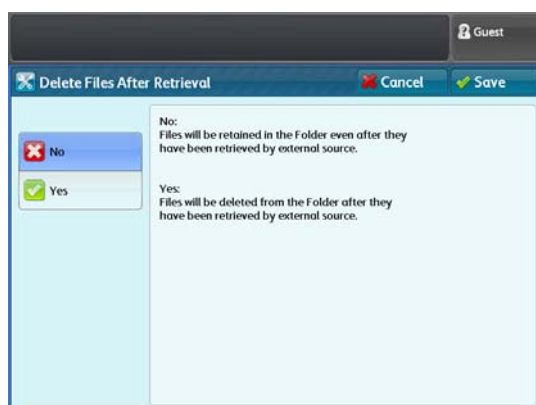 Guest
Delete Files After Retrieval
Cancel
Save
No
Yes
No:
Files will be retained in the Folder even after they
have been retrieved by external source.
Yes:
Files will be deleted from the Folder after they
have been retrieved by external source.